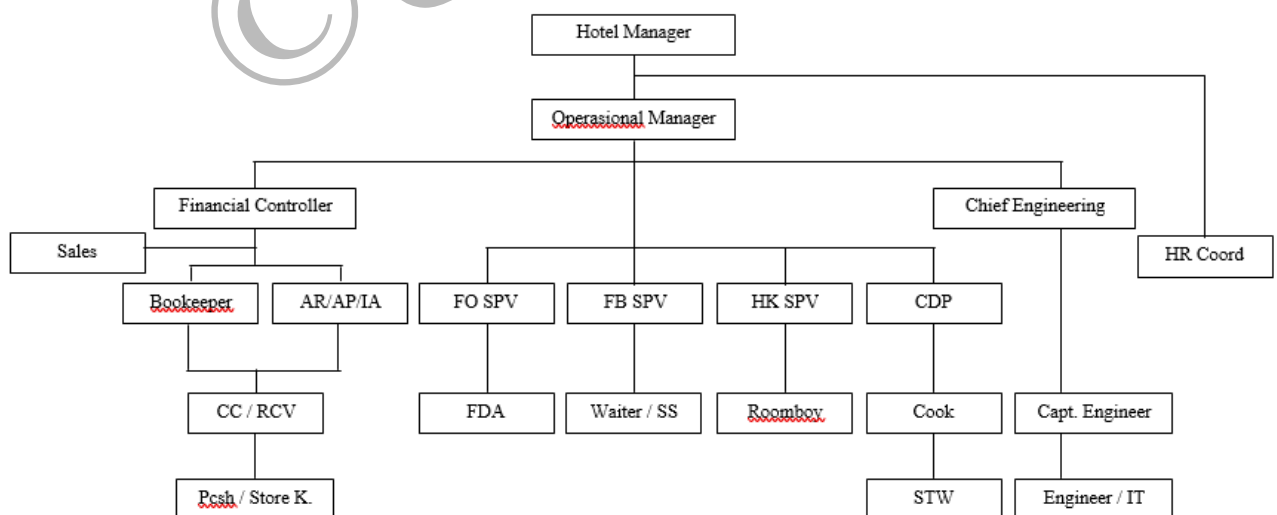 Hotel Manager
Operasional Manager
Financial Controller
Chief Engineering
Sales
HR Coord
Bookeeper
AR/AP/IA
FO SPV
FB SPV
HK SPV
CDP
CC / RCV
FDA
Waiter / SS
Roomboy
Cook
Capt. Engineer
Pcsh / Store K.
STW
Engineer / IT